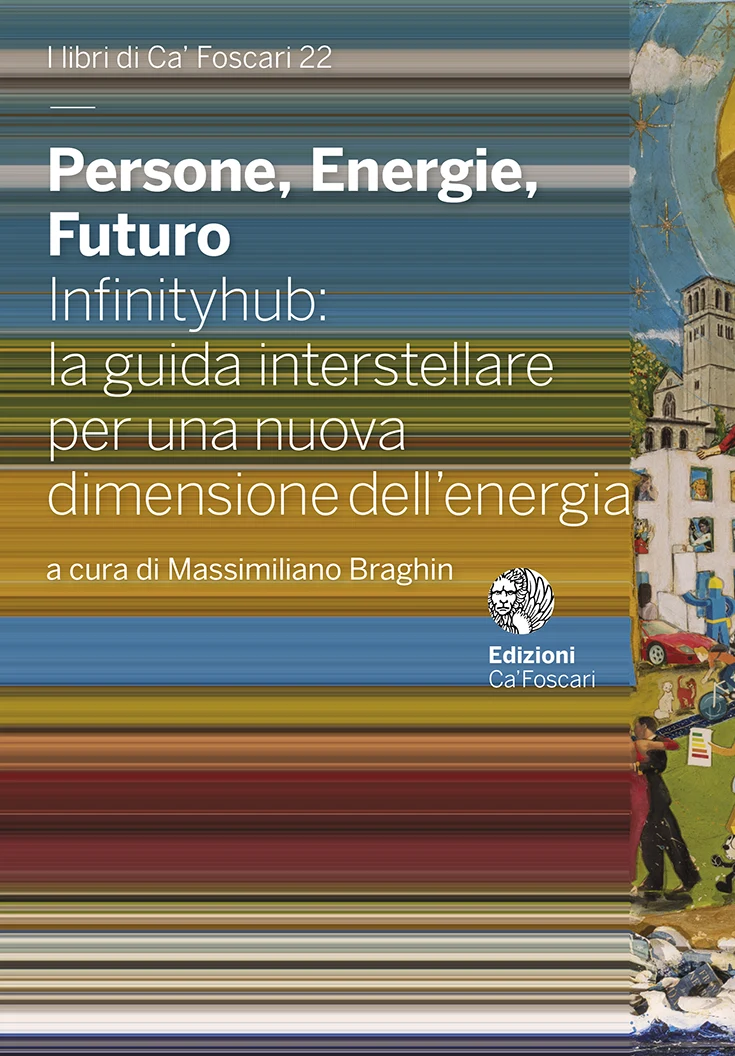 I libri di Ca’ Foscari 22
Persone, Energie,
Futuro
Infinityhub:
la guida interstellare
per una nuova
dimensione dell’energia
a cura di Massimiliano Braghin
Edizioni
Ca’Foscari